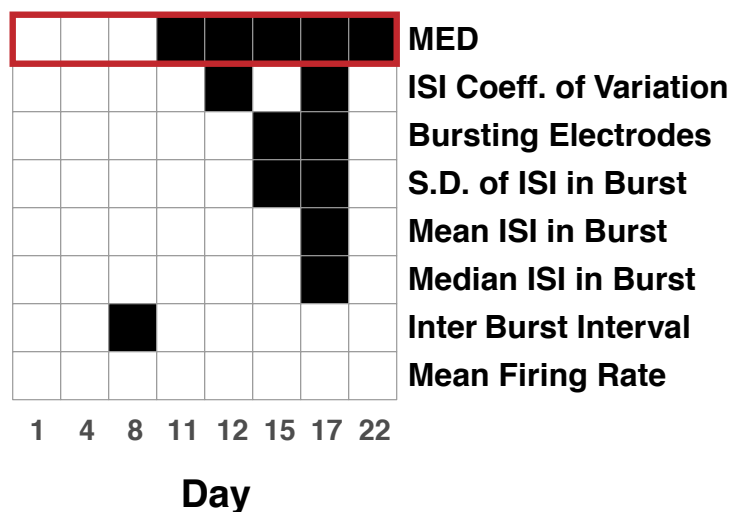 MED
ISI Coeff. of Variation
Bursting Electrodes
S.D. of ISI in Burst
Mean ISI in Burst
Median ISI in Burst
Inter Burst Interval
Mean Firing Rate
1 4 8 11 12 15 17 22
Day